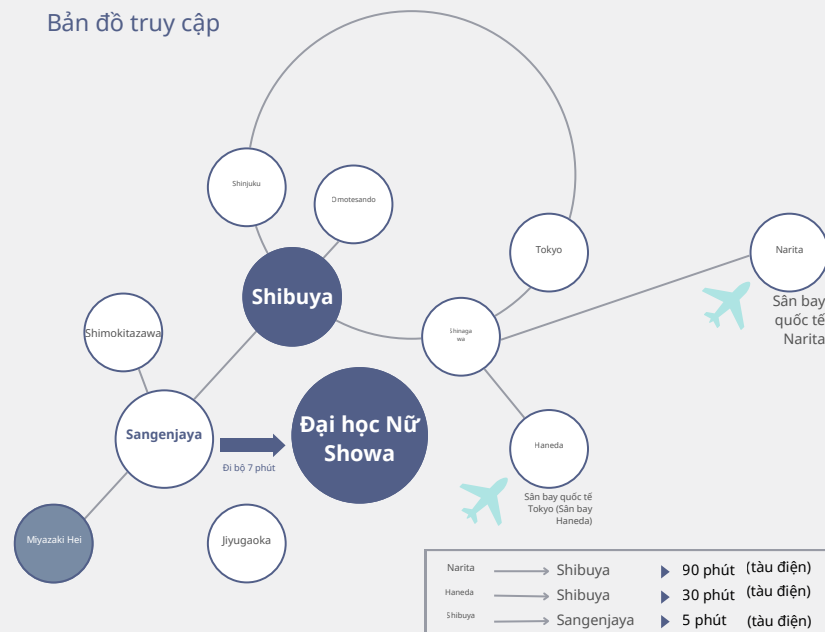 Bản đồ truy cập
Shinjuku
Omotesando
Tokyo
Narita
Shibuya
Sân bay
quốc tế
Narita
Shimokitazawa
Shinaga
wa
Sangenjaya
Đại học Nữ
Showa
Đi bộ 7 phút
Haneda
Sân bay quốc tế
Tokyo (Sân bay
Haneda)
Miyazaki Hei
Jiyugaoka
Narita Shibuya 90 phút (tàu điện)
Haneda Shibuya 30 phút (tàu điện)
Shibuya Sangenjaya 5 phút (tàu điện)